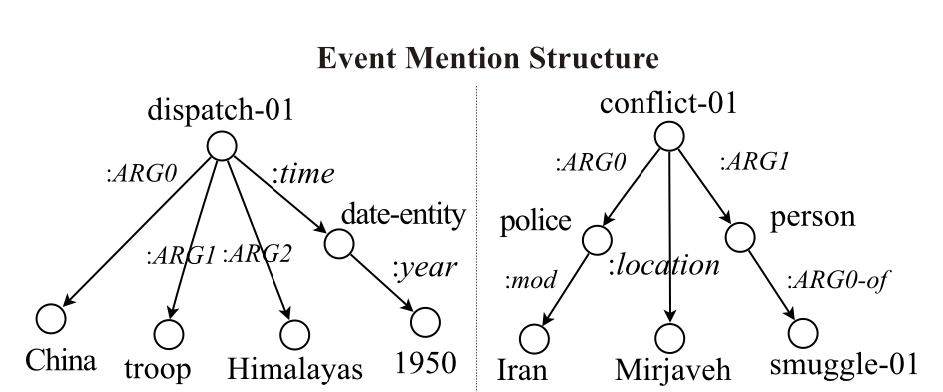 Event Mention Structure
dispatch-01
:ARG0
:time
date-entity
:ARG1 :ARG2
:year
China
troop
Himalayas
1950
conflict-01
:ARG0
:ARG1
police
person
:location
:mod
:ARG0-of
Iran
Mirjaveh
smuggle-01